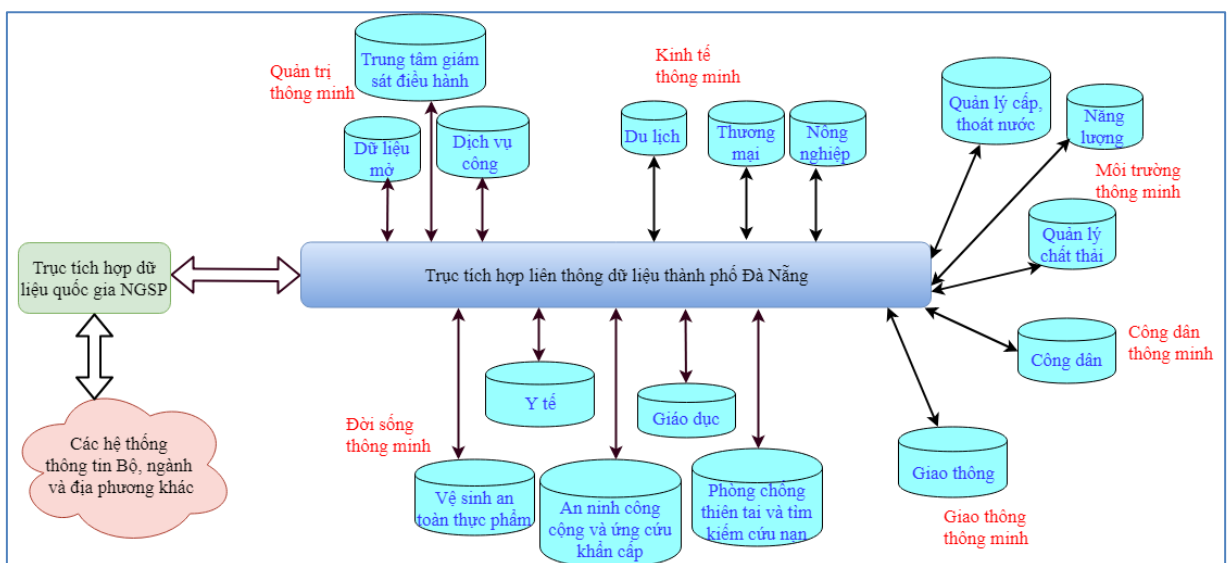 Quản trị
thông minh
Trung tâm giám
sát điều hành
Dữ liệu
mở
Dịch vụ
công
Kinh tế
thông minh
Du lịch
Thương
mại
Nông
nghiệp
Quản lý cấp,
thoát nước
Năng
lượng
Môi trường
thông minh
Quản lý
chất thải
Trục tích hợp dữ
liệu quốc gia NGSP
Trục tích hợp liên thông dữ liệu thành phố Đà Nẵng
Công dân
Công dân
thông minh
Các hệ thống
thông tin Bộ, ngành
và địa phương khác
Đời sống
thông minh
Y tế
Giáo dục
Vệ sinh an
toàn thực phẩm
An ninh công
cộng và ứng cứu
khẩn cấp
Phòng chống
thiên tai và tìm
kiếm cứu nạn
Giao thông
Giao thông
thông minh